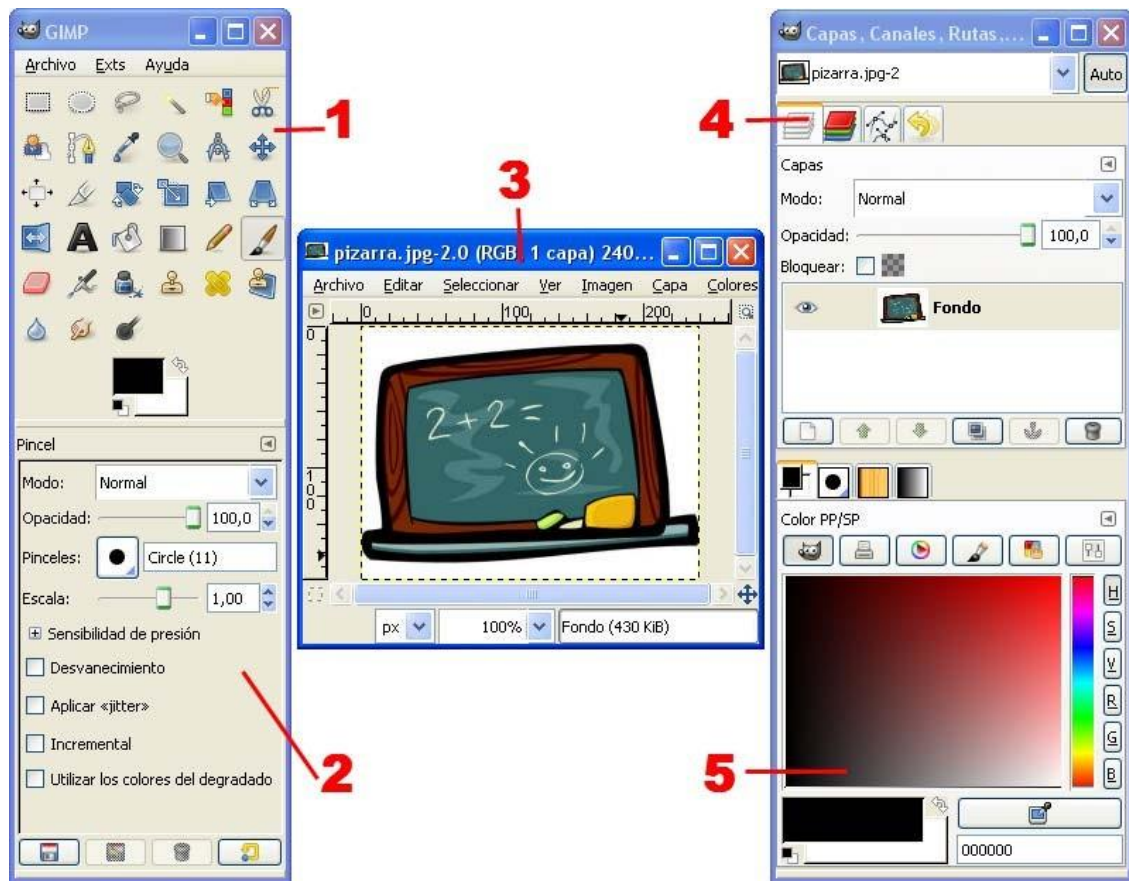 GIMP
Archivo Exts Ayuda
1
Pincel
Modo: Normal
Opacidad: 100,0
Pinceles: Circle (11)
Escala: 1,00
Sensibilidad de presión
Desvanecimiento
Aplicar «jitter»
Incremental
Utilizar los colores del degradado
2
3
pizarra.jpg-2.0 (RGB, 1 capa) 240...
Archivo Editar Seleccionar Ver Imagen Capa Colores
0 100 200
0
100
2+2=
px 100% Fondo (430 KiB)
Capas, Canales, Rutas,...
pizarra.jpg-2 Auto
4
Capas
Modo: Normal
Opacidad: 100,0
Bloquear:
Fondo
Color PP/SP
H
S
V
R
G
B
5
000000